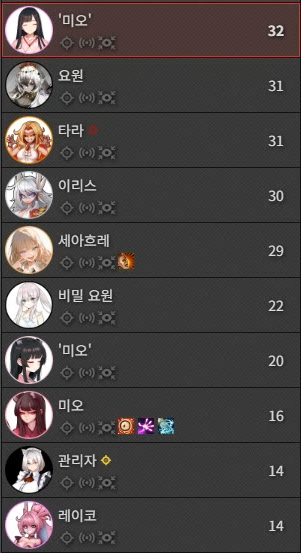 '미오' 32
요원 31
타라 31
이리스 30
세아흐레 29
비밀 요원 22
'미오' 20
미오 16
관리자 14
레이코 14